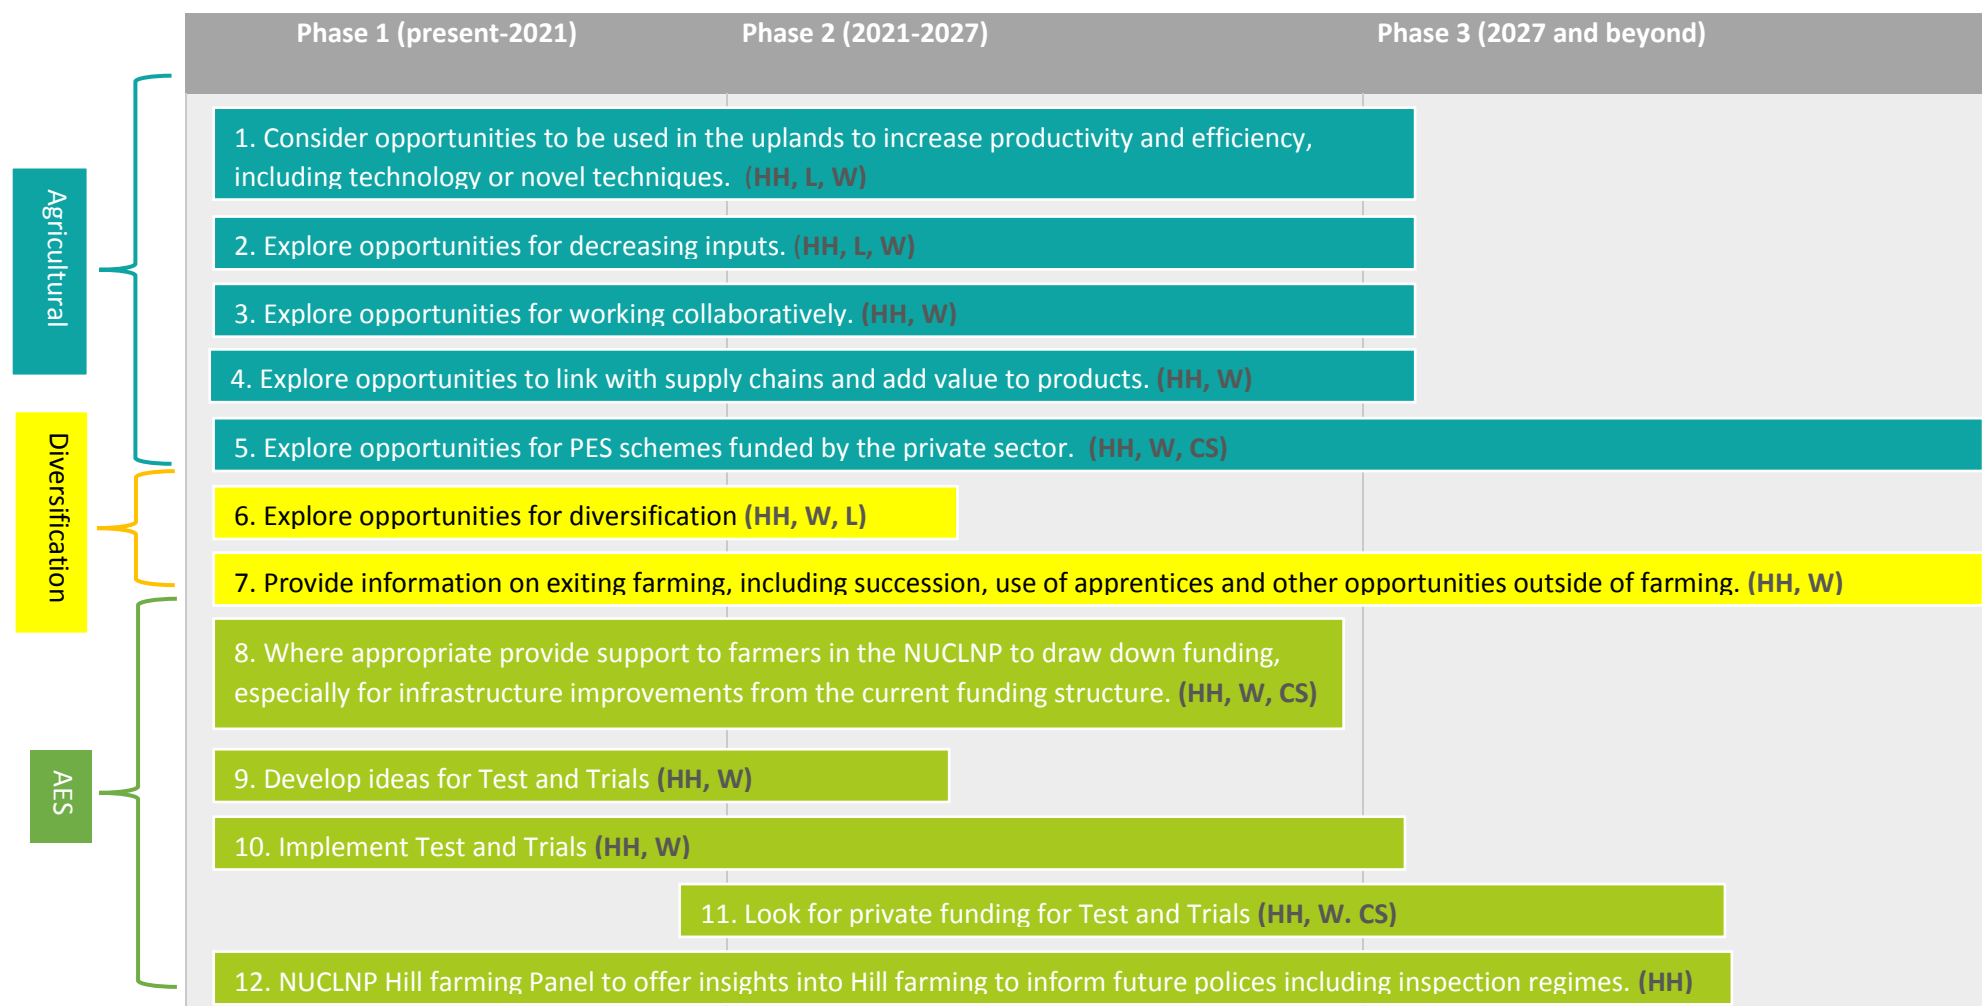 Phase 1 (present-2021) Phase 2 (2021-2027) Phase 3 (2027 and beyond)
Agricultural
1. Consider opportunities to be used in the uplands to increase productivity and efficiency,
including technology or novel techniques. (HH, L, W)
2. Explore opportunities for decreasing inputs. (HH, L, W)
3. Explore opportunities for working collaboratively. (HH, W)
4. Explore opportunities to link with supply chains and add value to products. (HH, W)
5. Explore opportunities for PES schemes funded by the private sector. (HH, W, CS)
Diversification
6. Explore opportunities for diversification (HH, W, L)
7. Provide information on exiting farming, including succession, use of apprentices and other opportunities outside of farming. (HH, W)
AES
8. Where appropriate provide support to farmers in the NUCLNP to draw down funding,
especially for infrastructure improvements from the current funding structure. (HH, W, CS)
9. Develop ideas for Test and Trials (HH, W)
10. Implement Test and Trials (HH, W)
11. Look for private funding for Test and Trials (HH, W. CS)
12. NUCLNP Hill farming Panel to offer insights into Hill farming to inform future polices including inspection regimes. (HH)